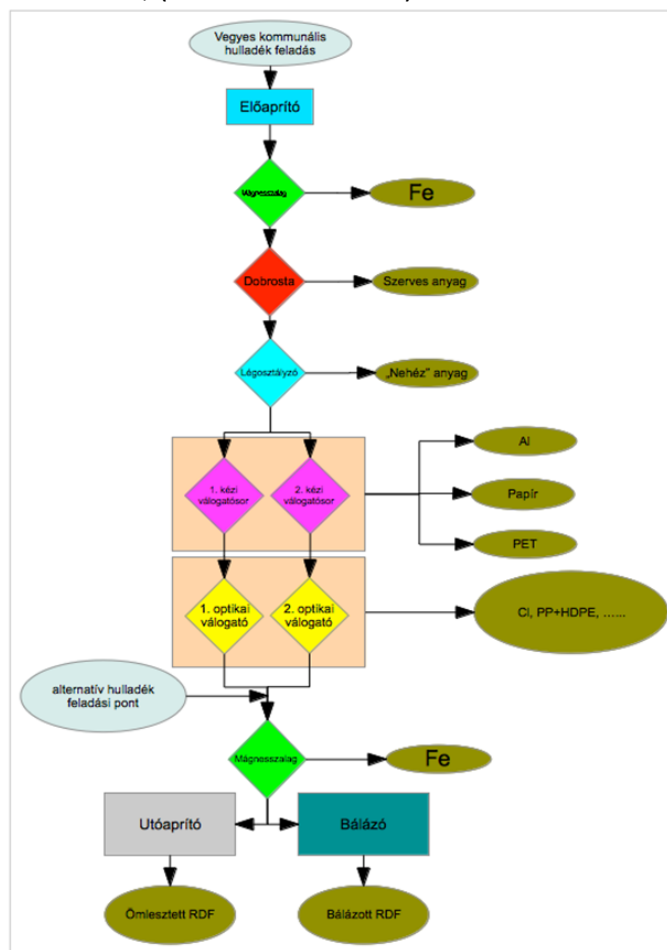 Vegyes kommunális
hulladék feladás
Előaprító
Mágnesszalag
Fe
Dobrosta
Szerves anyag
Légosztályzó
„Nehéz” anyag
1. kézi
válogatósor
2. kézi
válogatósor
Al
Papír
PET
1. optikai
válogató
2. optikai
válogató
Cl, PP+HDPE, ......
alternatív hulladék
feladási pont
Mágnesszalag
Fe
Utóaprító
Bálázó
Ömlesztett RDF
Bálázott RDF